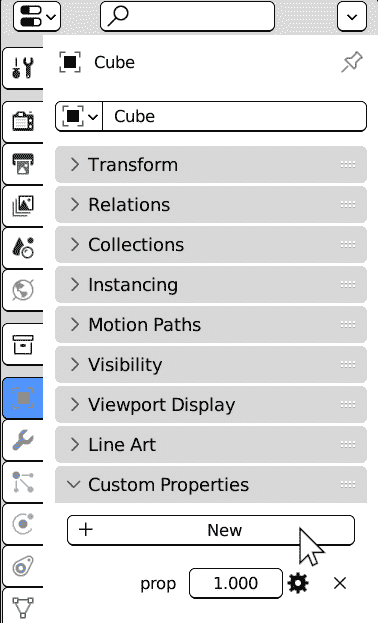 Cube
Cube
Transform
Relations
Collections
Instancing
Motion Paths
Visibility
Viewport Display
Line Art
Custom Properties
New
prop 1.000